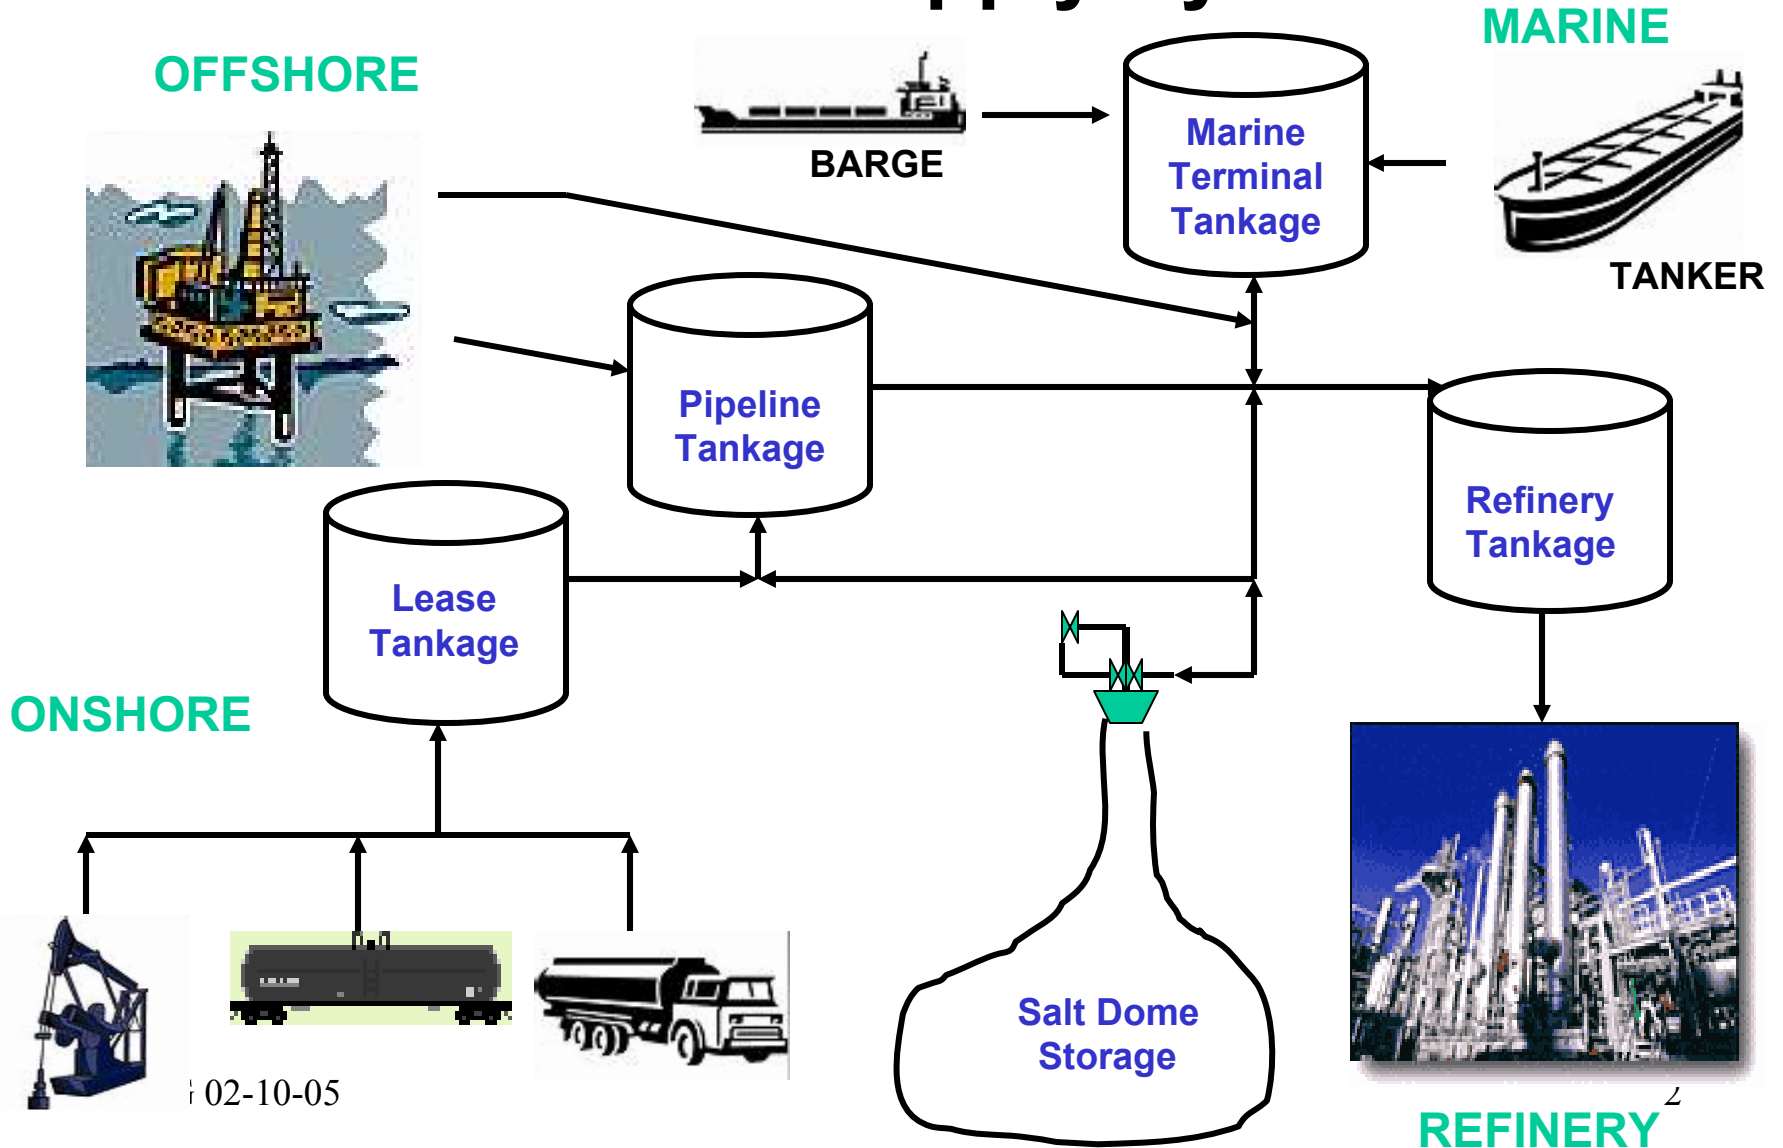 OFFSHORE
MARINE
BARGE
Marine
Terminal
Tankage
TANKER
Pipeline
Tankage
Refinery
Tankage
Lease
Tankage
ONSHORE
Salt Dome
Storage
02-10-05
2
REFINERY